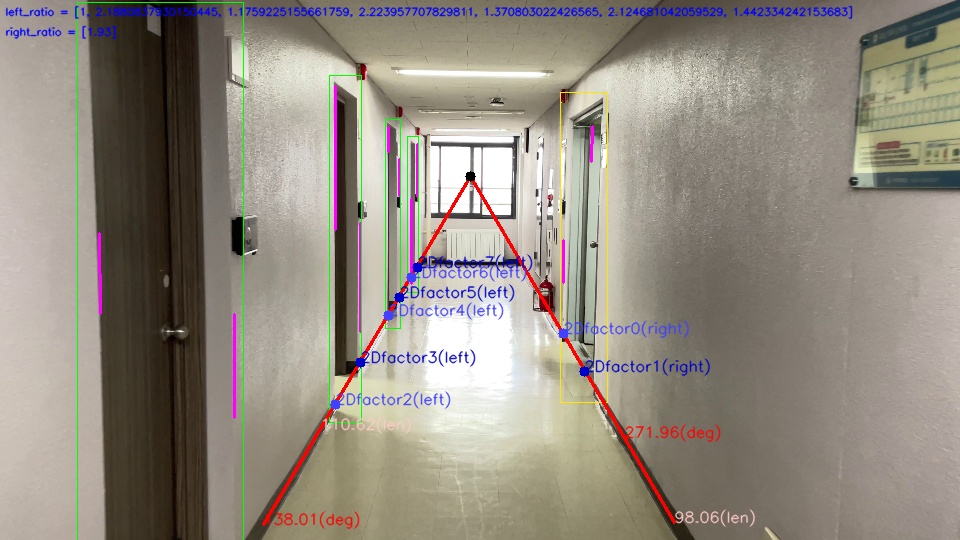 left_ratio = [1, 2.1883637930150445, 1.1759225155661759, 2.223957707829811, 1.370803022426565, 2.124681042059529, 1.442334242153683]
right_ratio = [1.93]
2Dfactor7(left)
2Dfactor6(left)
2Dfactor5(left)
2Dfactor4(left)
2Dfactor0(right)
2Dfactor3(left)
2Dfactor1(right)
2Dfactor2(left)
110.62(len)
271.96(deg)
38.01(deg)
98.06(len)